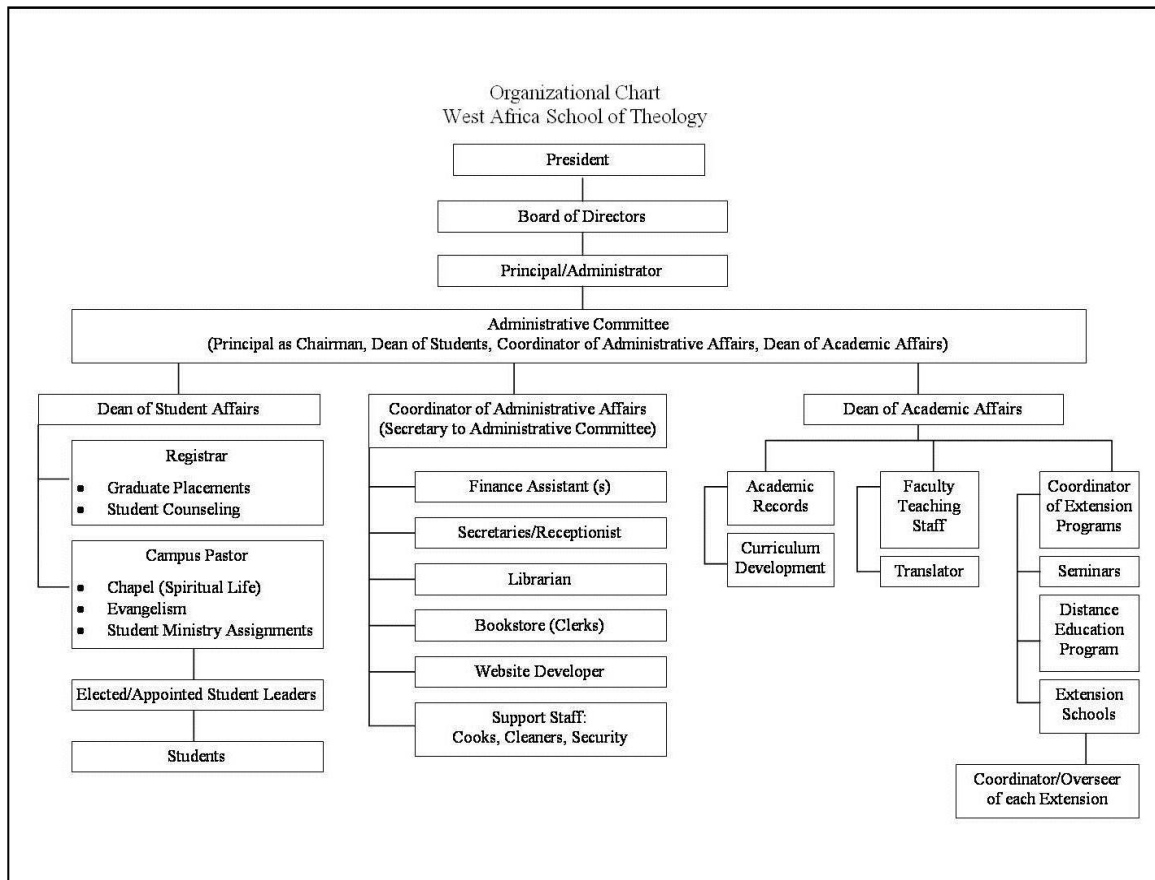 Organizational Chart
West Africa School of Theology
President
Board of Directors
Principal/Administrator
Administrative Committee
(Principal as Chairman, Dean of Students, Coordinator of Administrative Affairs, Dean of Academic Affairs)
Dean of Student Affairs
Registrar
▪ Graduate Placements
▪ Student Counseling
Campus Pastor
▪ Chapel (Spiritual Life)
▪ Evangelism
▪ Student Ministry Assignments
Elected/Appointed Student Leaders
Students
Coordinator of Administrative Affairs
(Secretary to Administrative Committee)
Finance Assistant (s)
Secretaries/Receptionist
Librarian
Bookstore (Clerks)
Website Developer
Support Staff:
Cooks, Cleaners, Security
Dean of Academic Affairs
Academic
Records
Curriculum
Development
Faculty
Teaching
Staff
Translator
Coordinator
of Extension
Programs
Seminars
Distance
Education
Program
Extension
Schools
Coordinator/Overseer
of each Extension